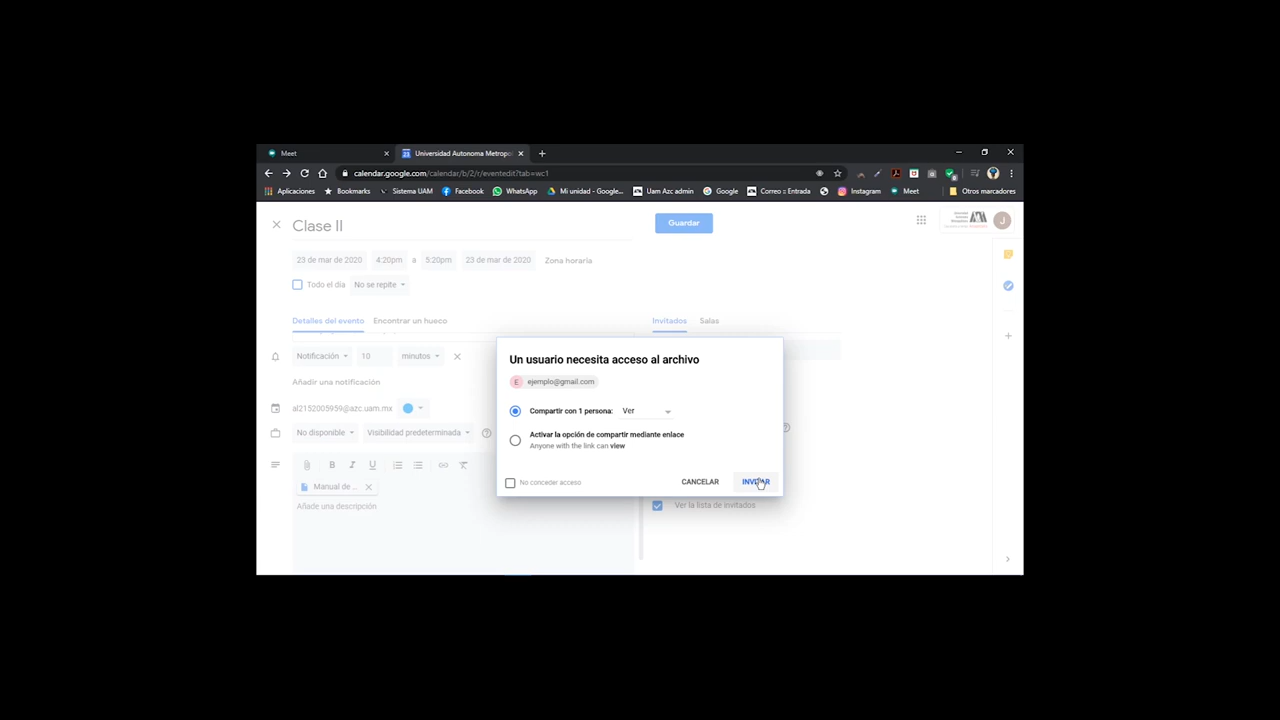 Meet
Universidad Autonoma Metropol
calendar.google.com/calendar/b/2/r/eventedit?tab=wc1
Aplicaciones Bookmarks Sistema UAM Facebook WhatsApp Mi unidad - Google... Uam Azc admin Google Correo :: Entrada Instagram Meet Otros marcadores
Clase II Guardar J
23 de mar de 2020 4:20pm a 5:20pm 23 de mar de 2020 Zona horaria
Todo el día No se repite
Detalles del evento Encontrar un hueco Invitados Salas
Notificación 10 minutos
Añadir una notificación
al2152005959@azc.uam.mx
No disponible Visibilidad predeterminada
B I U
Manual de ...
Añade una descripción
Un usuario necesita acceso al archivo
E ejemplo@gmail.com
Compartir con 1 persona: Ver
Activar la opción de compartir mediante enlace
Anyone with the link can view
No conceder acceso CANCELAR INVITAR
Ver la lista de invitados